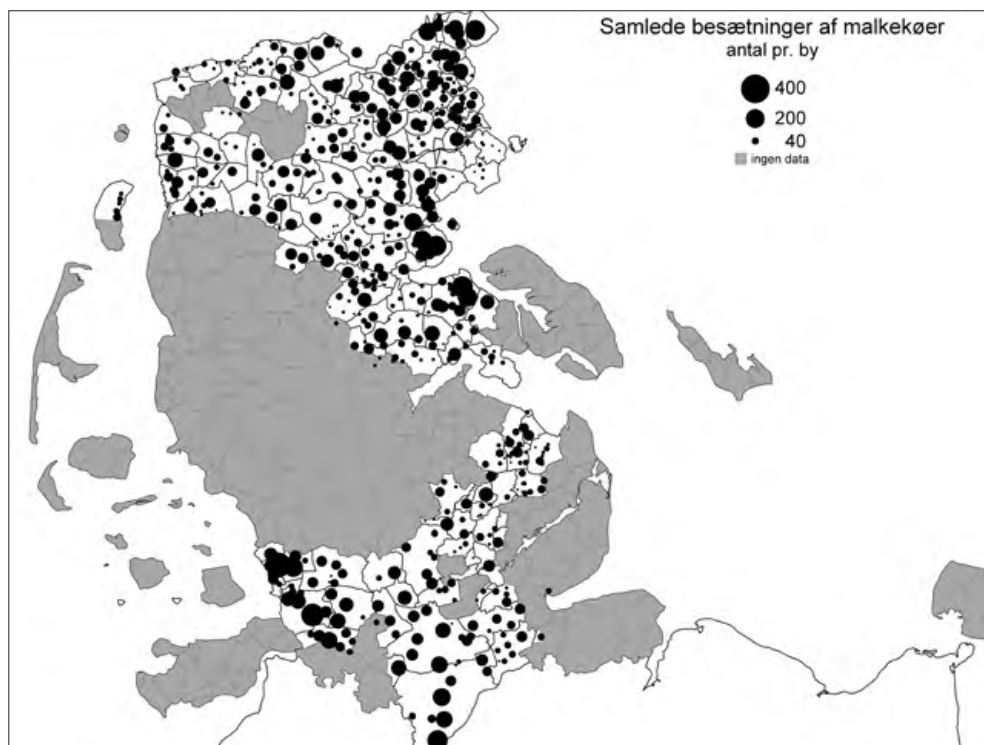 Samlede besætninger af malkekøer
antal pr. by
400
200
40
ingen data